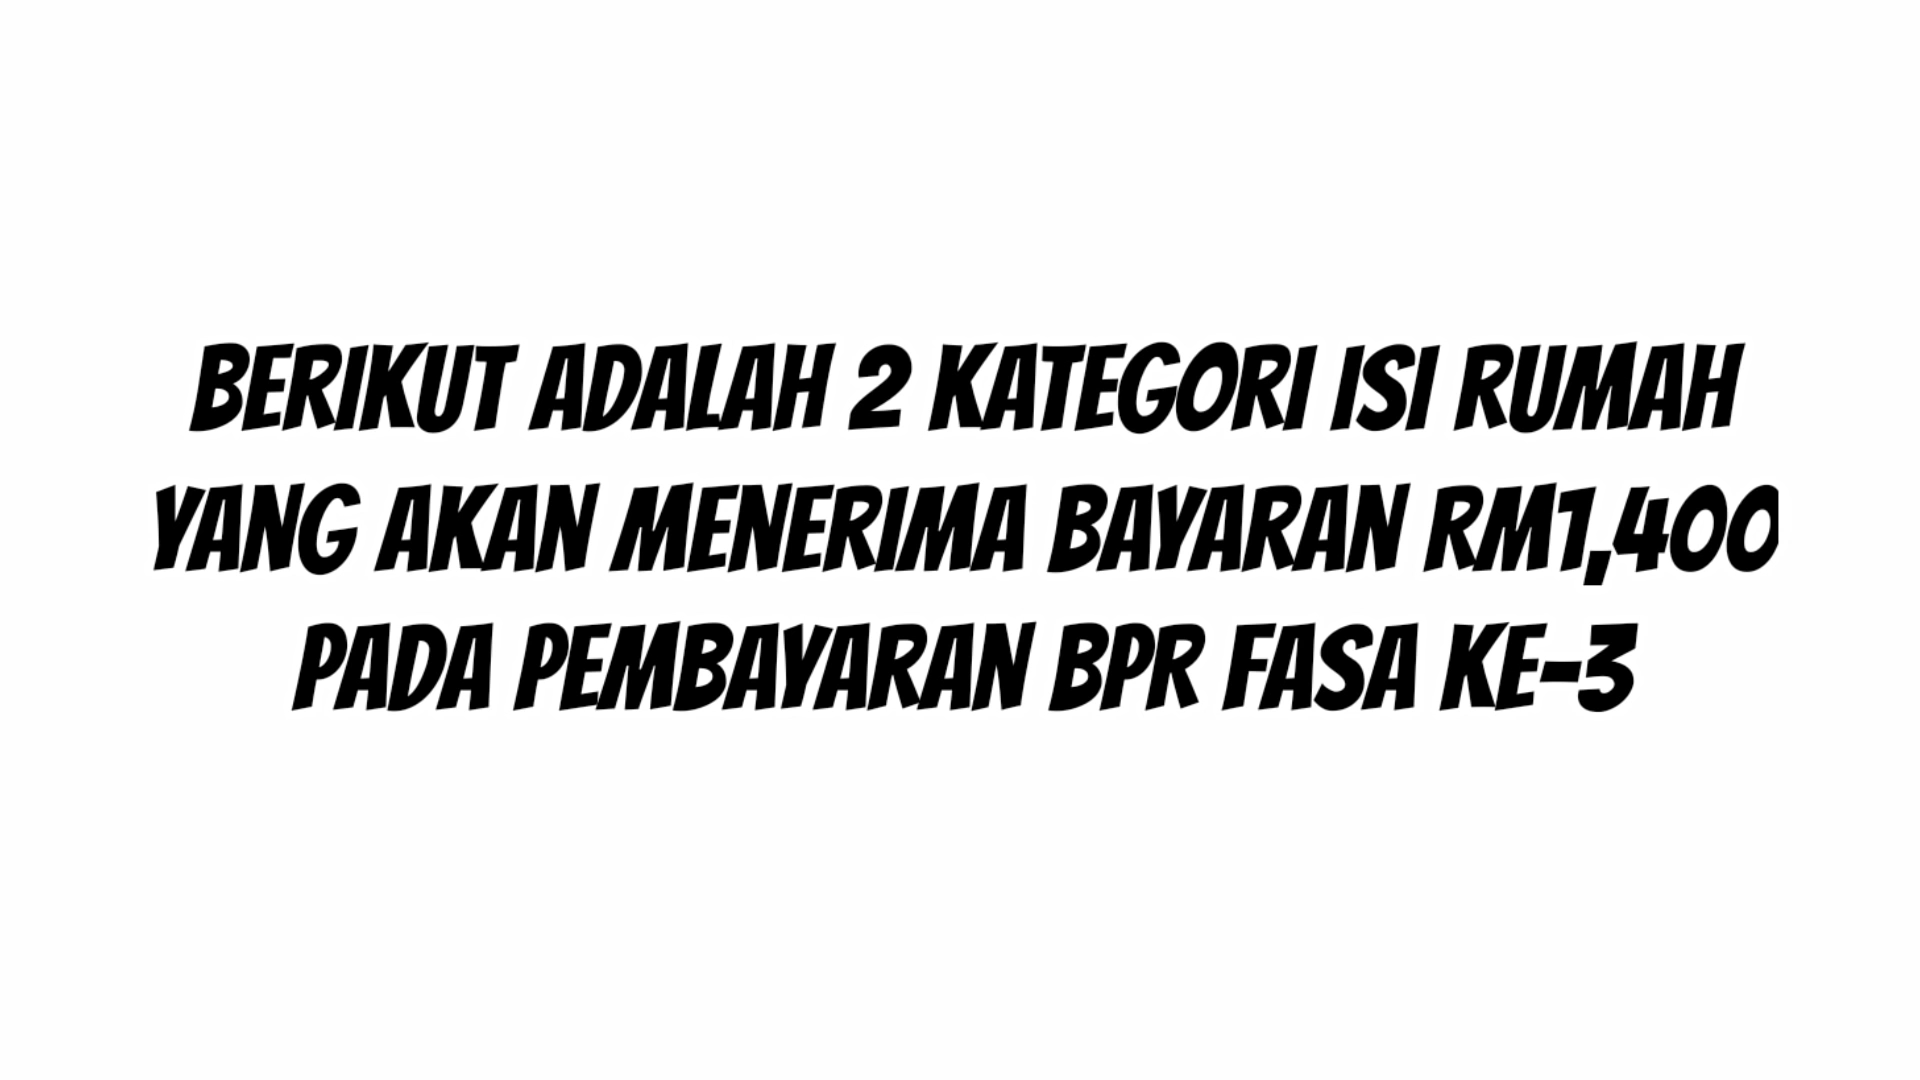 BERIKUT ADALAH 2 KATEGORI ISI RUMAH
YANG AKAN MENERIMA BAYARAN RM1,400
PADA PEMBAYARAN BPR FASA KE-3